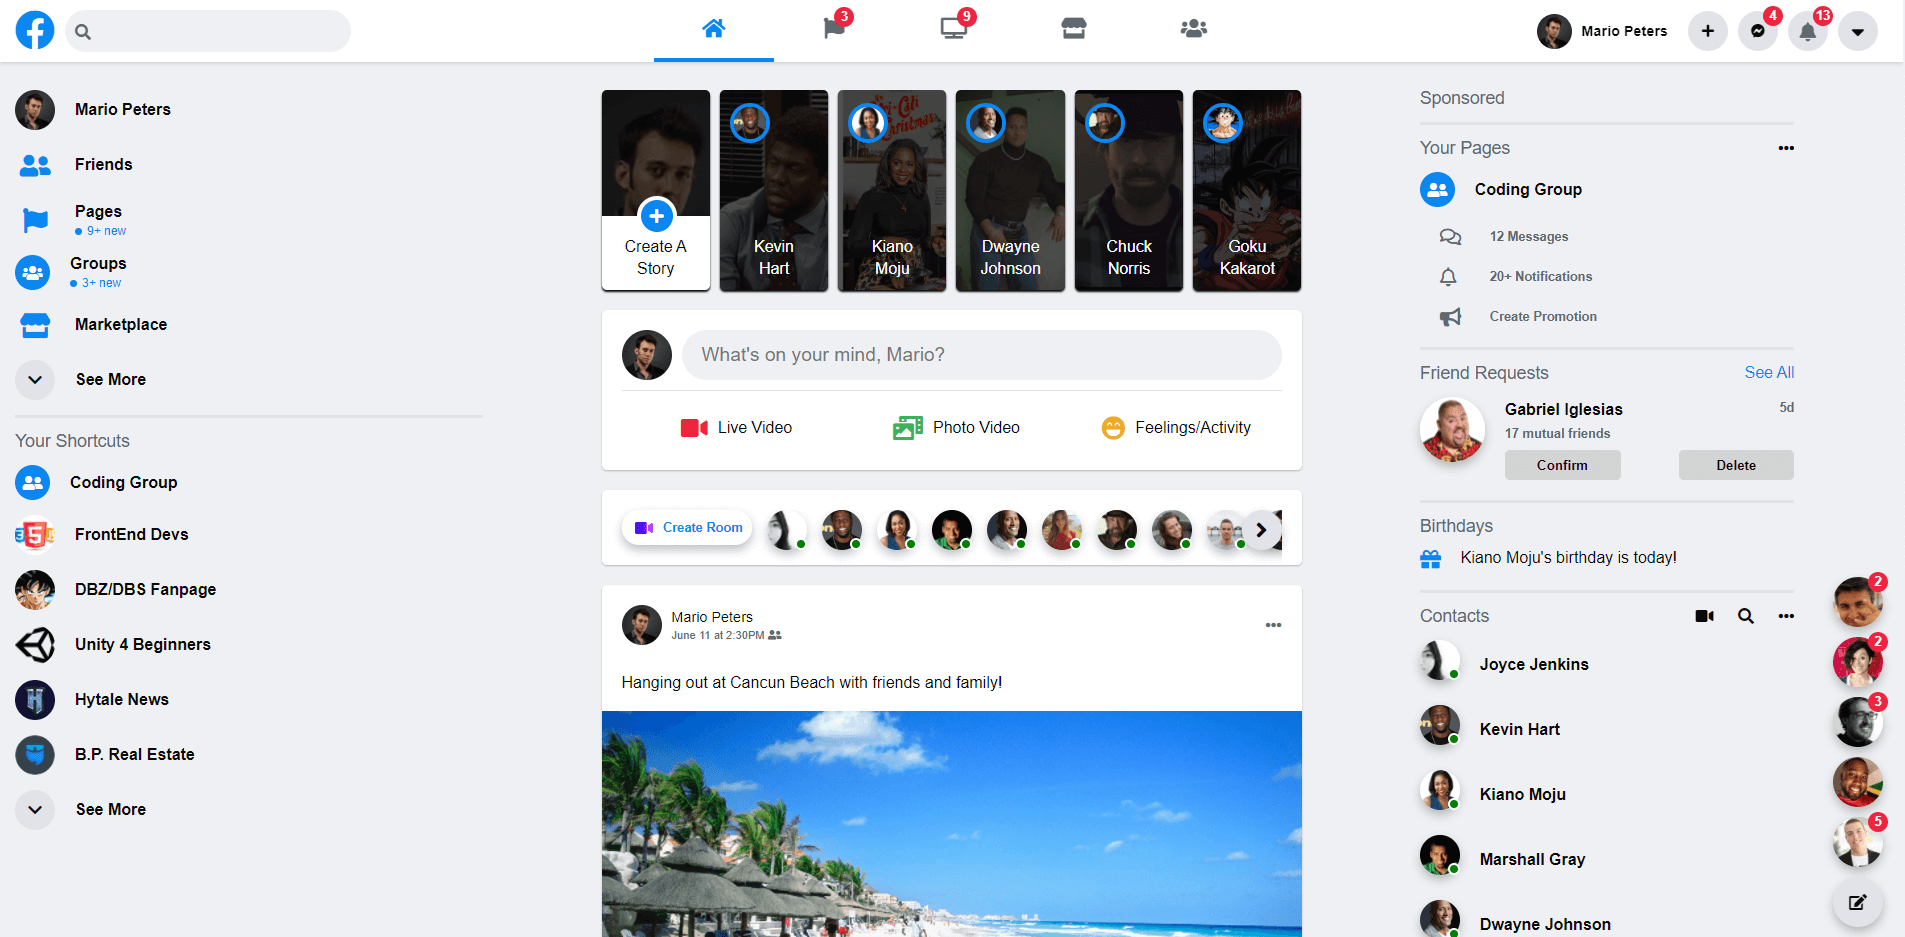 3
9
Mario Peters
4
13
Mario Peters
Friends
Pages
9+ new
Groups
3+ new
Marketplace
See More
Your Shortcuts
Coding Group
FrontEnd Devs
DBZ/DBS Fanpage
Unity 4 Beginners
Hytale News
B.P. Real Estate
See More
Create A
Story
Kevin
Hart
Cali
Christmas
Kiano
Moju
Dwayne
Johnson
Chuck
Norris
Goku
Kakarot
What's on your mind, Mario?
Live Video
Photo Video
Feelings/Activity
Create Room
Mario Peters
June 11 at 2:30PM
Hanging out at Cancun Beach with friends and family!
Sponsored
Your Pages
Coding Group
12 Messages
20+ Notifications
Create Promotion
Friend Requests
See All
Gabriel Iglesias
5d
17 mutual friends
Confirm
Delete
Birthdays
Kiano Moju's birthday is today!
Contacts
Joyce Jenkins
Kevin Hart
Kiano Moju
Marshall Gray
Dwayne Johnson
2
2
3
5